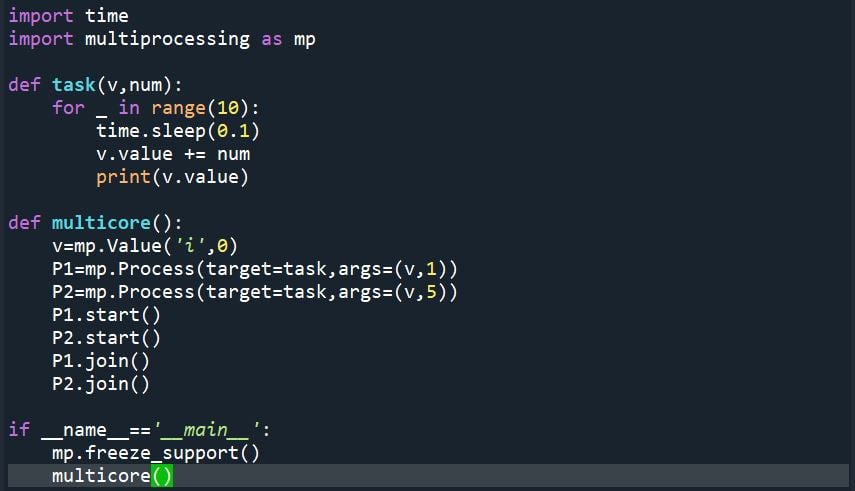 import time
import multiprocessing as mp
def task(v,num):
    for _ in range(10):
        time.sleep(0.1)
        v.value += num
        print(v.value)
def multicore():
    v=mp.Value('i',0)
    P1=mp.Process(target=task,args=(v,1))
    P2=mp.Process(target=task,args=(v,5))
    P1.start()
    P2.start()
    P1.join()
    P2.join()
if __name__=='__main__':
    mp.freeze_support()
    multicore()